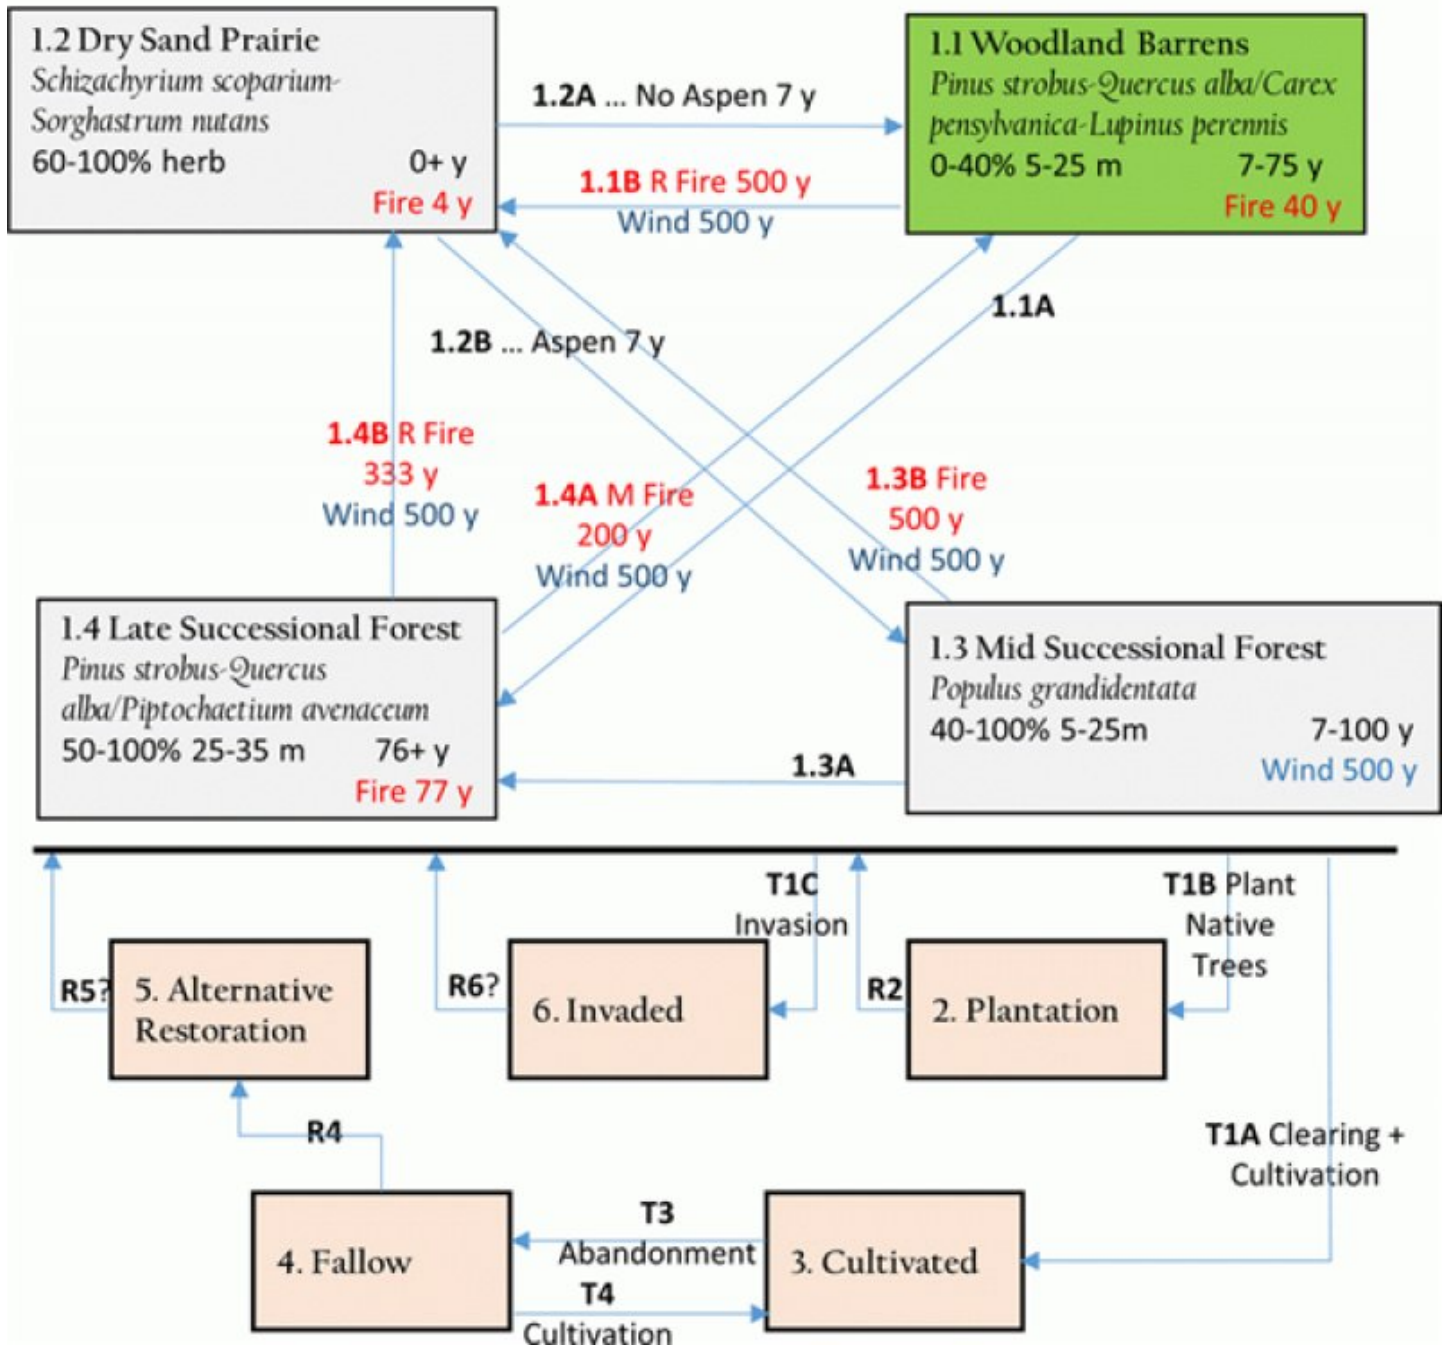 1.2 Dry Sand Prairie
Schizachyrium scoparium-
Sorghastrum nutans
60-100% herb 0+ y
Fire 4 y
1.2A ... No Aspen 7 y
1.1B R Fire 500 y
Wind 500 y
1.1 Woodland Barrens
Pinus strobus-Quercus alba/Carex
pensylvanica-Lupinus perennis
0-40% 5-25 m 7-75 y
Fire 40 y
1.1A
1.2B ... Aspen 7 y
1.4B R Fire
333 y
Wind 500 y
1.4A M Fire
200 y
Wind 500 y
1.3B Fire
500 y
Wind 500 y
1.4 Late Successional Forest
Pinus strobus-Quercus
alba/Piptochaetium avenaceum
50-100% 25-35 m 76+ y
Fire 77 y
1.3A
1.3 Mid Successional Forest
Populus grandidentata
40-100% 5-25m 7-100 y
Wind 500 y
R5?
5. Alternative
Restoration
R6?
6. Invaded
T1C
Invasion
R2
2. Plantation
T1B Plant
Native
Trees
R4
T1A Clearing +
Cultivation
4. Fallow
T3
Abandonment
T4
Cultivation
3. Cultivated